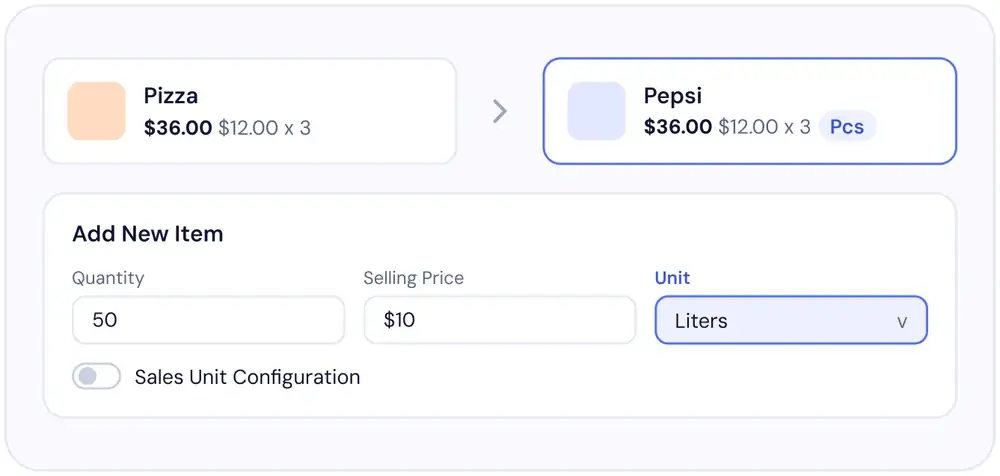 Pizza
$36.00 $12.00 x 3
Pepsi
$36.00 $12.00 x 3 Pcs
Add New Item
Quantity
Selling Price
Unit
50
$10
Liters v
Sales Unit Configuration